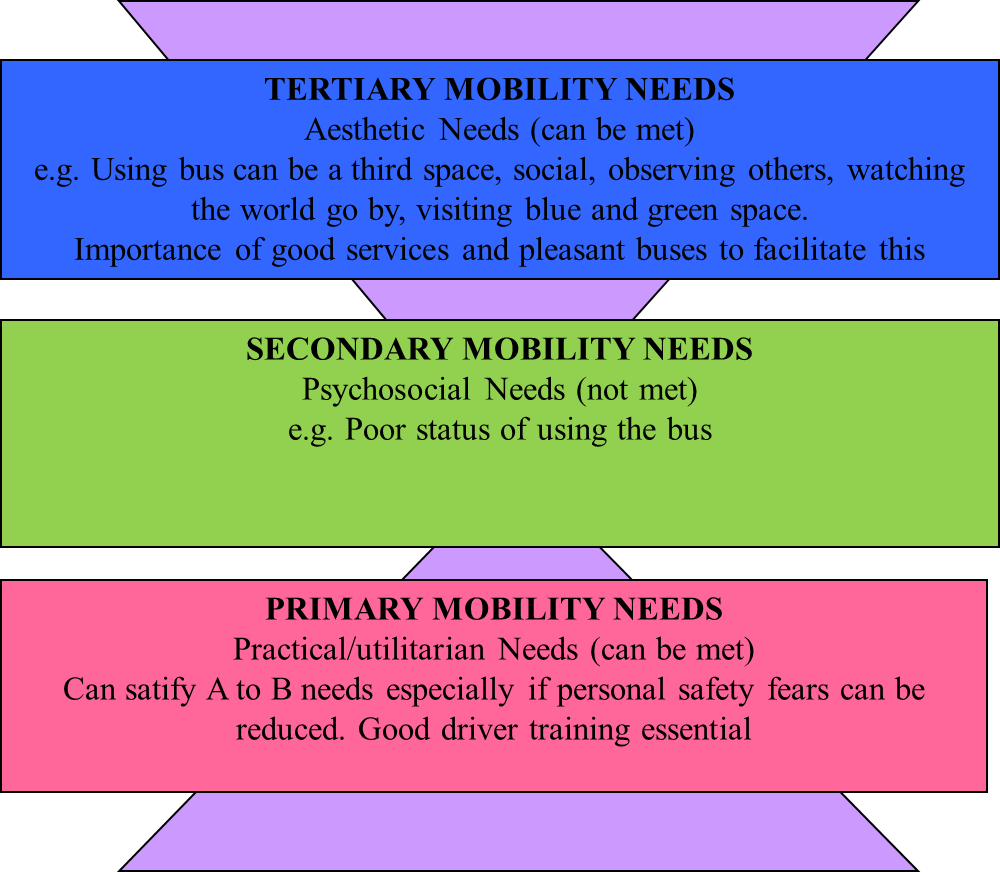 TERTIARY MOBILITY NEEDS
Aesthetic Needs (can be met)
e.g. Using bus can be a third space, social, observing others, watching
the world go by, visiting blue and green space.
Importance of good services and pleasant buses to facilitate this
SECONDARY MOBILITY NEEDS
Psychosocial Needs (not met)
e.g. Poor status of using the bus
PRIMARY MOBILITY NEEDS
Practical/utilitarian Needs (can be met)
Can satify A to B needs especially if personal safety fears can be
reduced. Good driver training essential